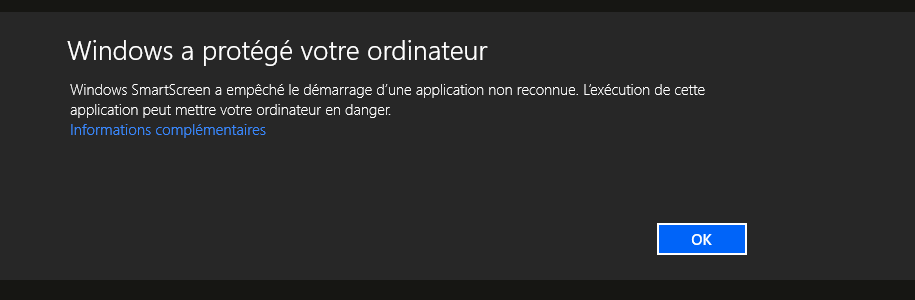 Windows a protégé votre ordinateur
Windows SmartScreen a empêché le démarrage d’une application non reconnue. L’exécution de cette
application peut mettre votre ordinateur en danger.
Informations complémentaires
OK